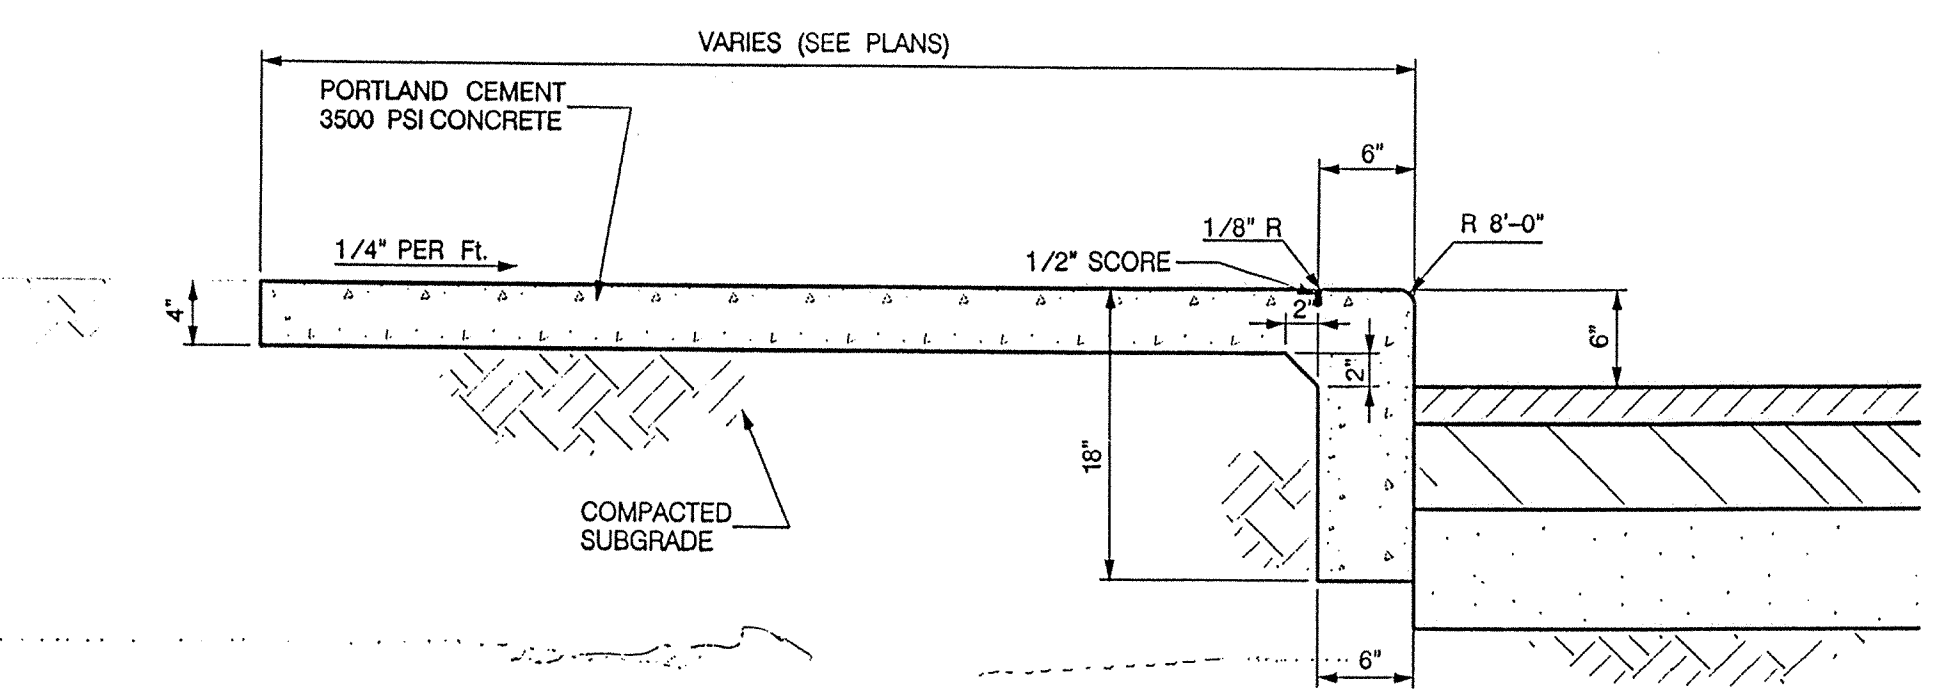 VARIES (SEE PLANS)
PORTLAND CEMENT
3500 PSI CONCRETE
6"
1/8" R
R 8'-0"
1/4" PER Ft.
1/2" SCORE
4"
2"
6"
2"
18"
COMPACTED
SUBGRADE
6"